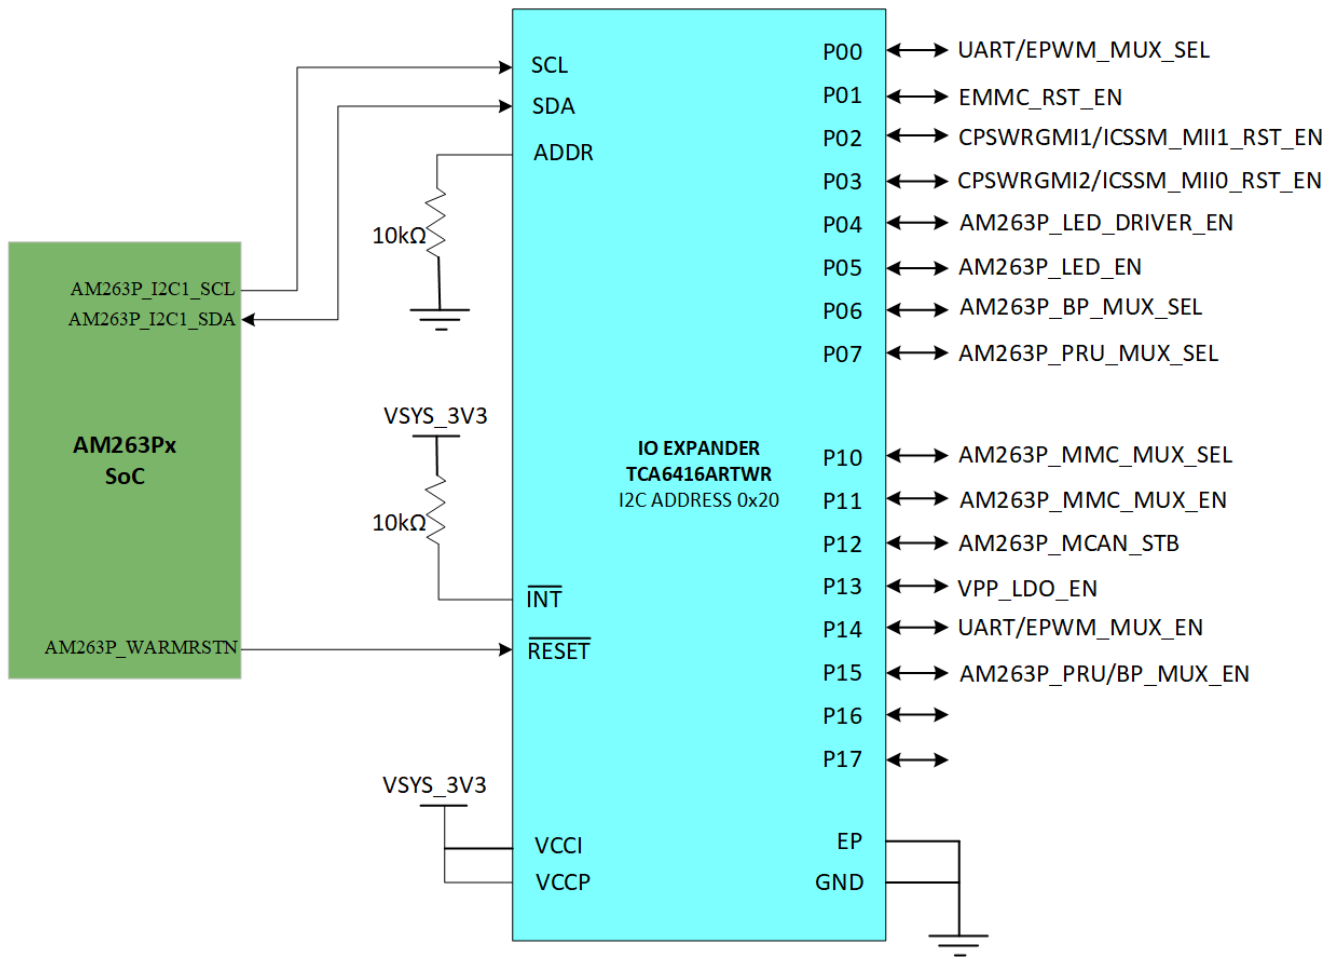 AM263P_I2C1_SCL
AM263P_I2C1_SDA
AM263Px
SoC
AM263P_WARMRSTN
10kΩ
VSYS_3V3
10kΩ
VSYS_3V3
SCL
SDA
ADDR
INT
RESET
VCCI
VCCP
IO EXPANDER
TCA6416ARTWR
I2C ADDRESS 0x20
P00 UART/EPWM_MUX_SEL
P01 EMMC_RST_EN
P02 CPSWRGMI1/ICSSM_MII1_RST_EN
P03 CPSWRGMI2/ICSSM_MII0_RST_EN
P04 AM263P_LED_DRIVER_EN
P05 AM263P_LED_EN
P06 AM263P_BP_MUX_SEL
P07 AM263P_PRU_MUX_SEL
P10 AM263P_MMC_MUX_SEL
P11 AM263P_MMC_MUX_EN
P12 AM263P_MCAN_STB
P13 VPP_LDO_EN
P14 UART/EPWM_MUX_EN
P15 AM263P_PRU/BP_MUX_EN
P16
P17
EP
GND